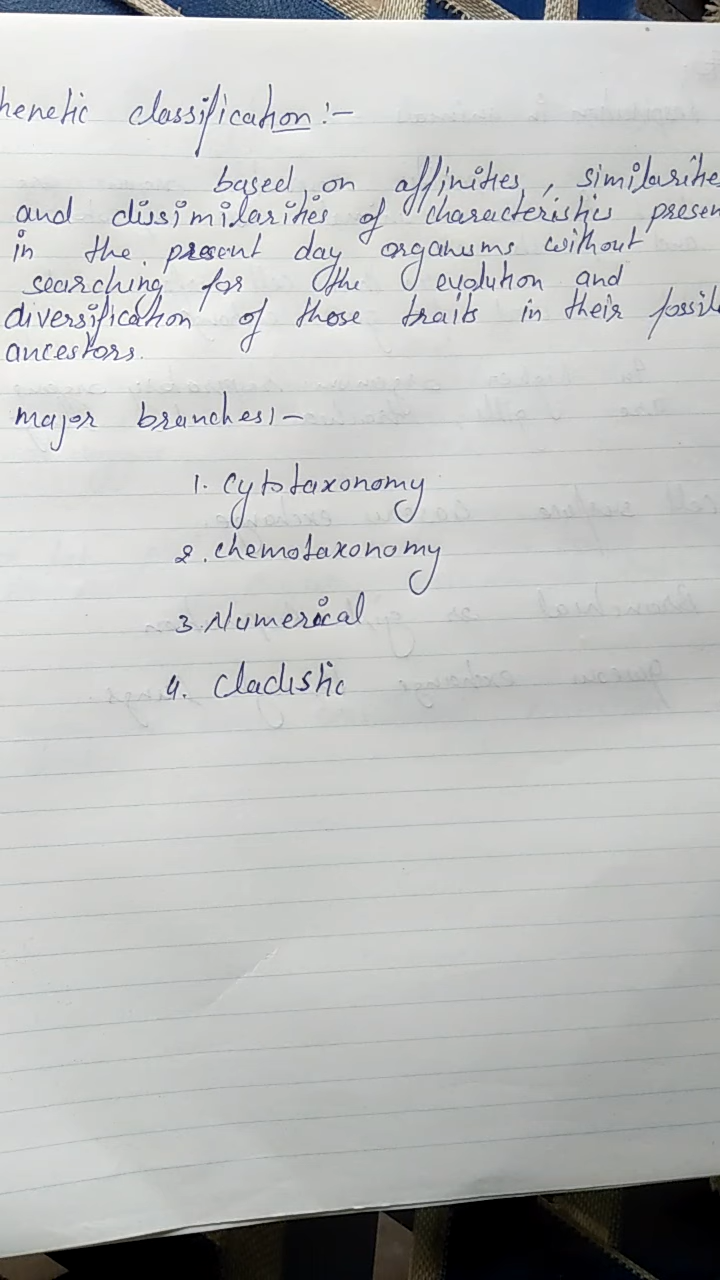 henetic classification :-
based on affinities, similaritie
and dissimilarities of characteristics presen
in the present day organisms without
searching for the evolution and
diversification of those traits in their fossil
ancestors.
major branches :-
1. Cytotaxonomy
2. chemotaxonomy
3. Numerical
4. Cladistic